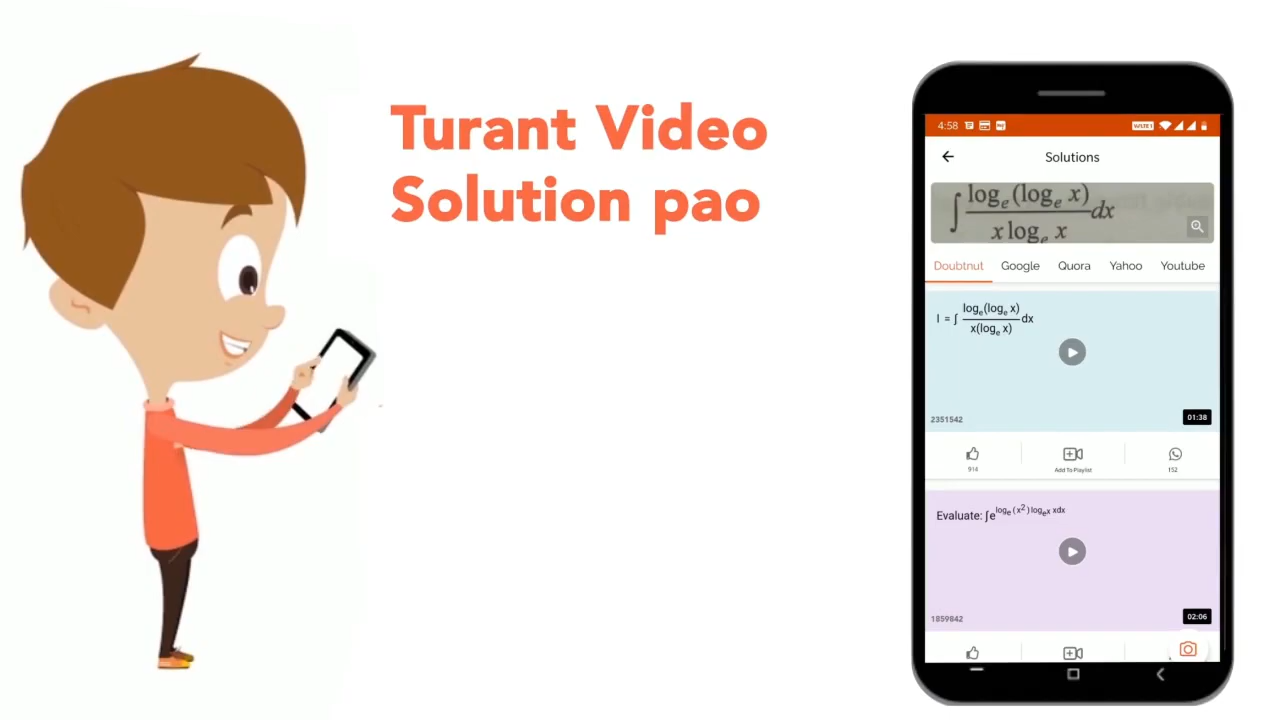 Turant Video
Solution pao
4:58
Solutions
∫ logₑ(logₑ x) / x logₑ x dx
Doubtnut Google Quora Yahoo Youtube
I = ∫ logₑ(logₑ x) / x(logₑ x) dx
2351542 01:38
914 Add To Playlist 152
Evaluate: ∫e^logₑ(x²)logₑx xdx
1859842 02:06